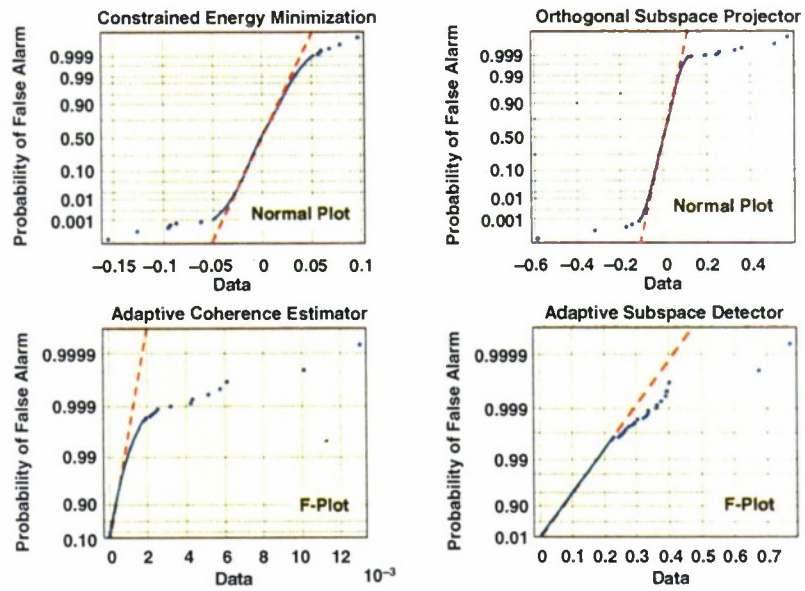 Constrained Energy Minimization
Probability of False Alarm
0.999
0.99
0.90
0.50
0.10
0.01
0.001
Normal Plot
−0.15 −0.1 −0.05 0 0.05 0.1
Data
Orthogonal Subspace Projector
Probability of False Alarm
0.999
0.99
0.90
0.50
0.10
0.01
0.001
Normal Plot
−0.6 −0.4 −0.2 0 0.2 0.4
Data
Adaptive Coherence Estimator
Probability of False Alarm
0.9999
0.999
0.99
0.90
0.10
F-Plot
0 2 4 6 8 10 12
10−3
Data
Adaptive Subspace Detector
Probability of False Alarm
0.9999
0.999
0.99
0.90
0.01
F-Plot
0 0.1 0.2 0.3 0.4 0.5 0.6 0.7
Data